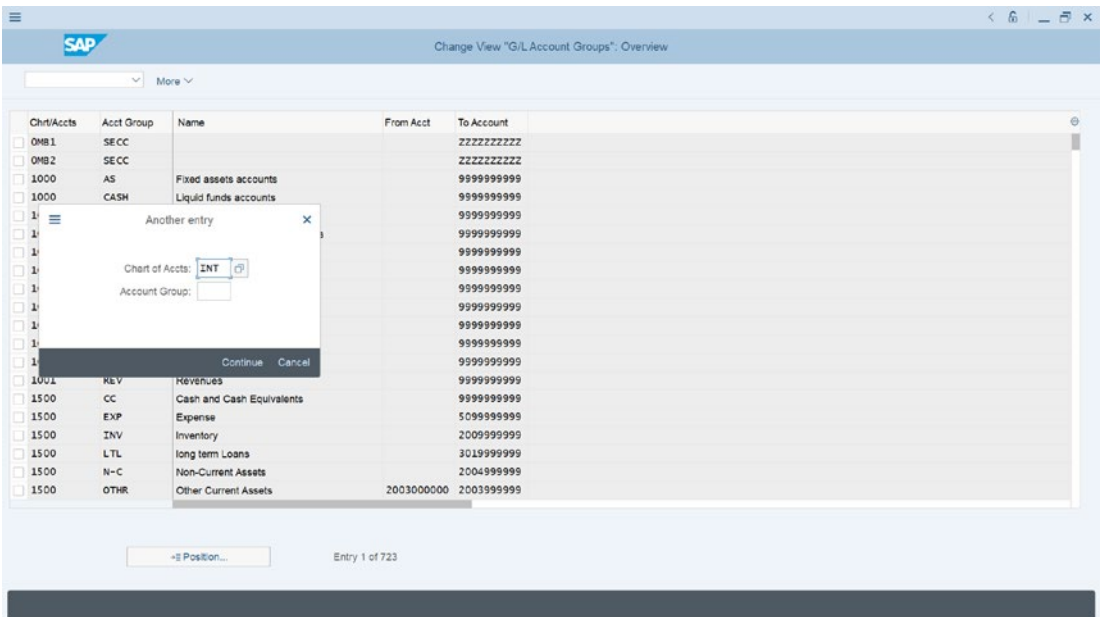 SAP
Change View "G/L Account Groups": Overview
More
Chrt/Accts Acct Group Name From Acct To Account
OMB1 SECC ZZZZZZZZZZ
OMB2 SECC ZZZZZZZZZZ
1000 AS Fixed assets accounts 9999999999
1000 CASH Liquid funds accounts 9999999999
9999999999
9999999999
9999999999
9999999999
9999999999
9999999999
9999999999
9999999999
9999999999
Another entry
Chart of Accts: INT
Account Group:
Continue Cancel
1001 REV Revenues 9999999999
1500 CC Cash and Cash Equivalents 9999999999
1500 EXP Expense 5099999999
1500 INV Inventory 2009999999
1500 LTL long term Loans 3019999999
1500 N-C Non-Current Assets 2004999999
1500 OTHR Other Current Assets 2003000000 2003999999
Position... Entry 1 of 723